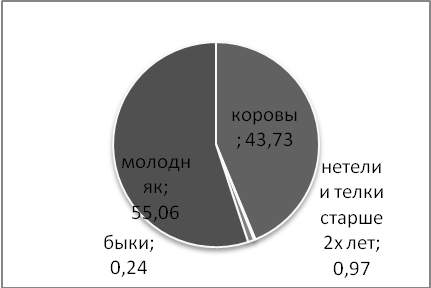 коровы
; 43,73
нетели
и телки
старше
2х лет;
0,97
быки;
0,24
молодн
як;
55,06